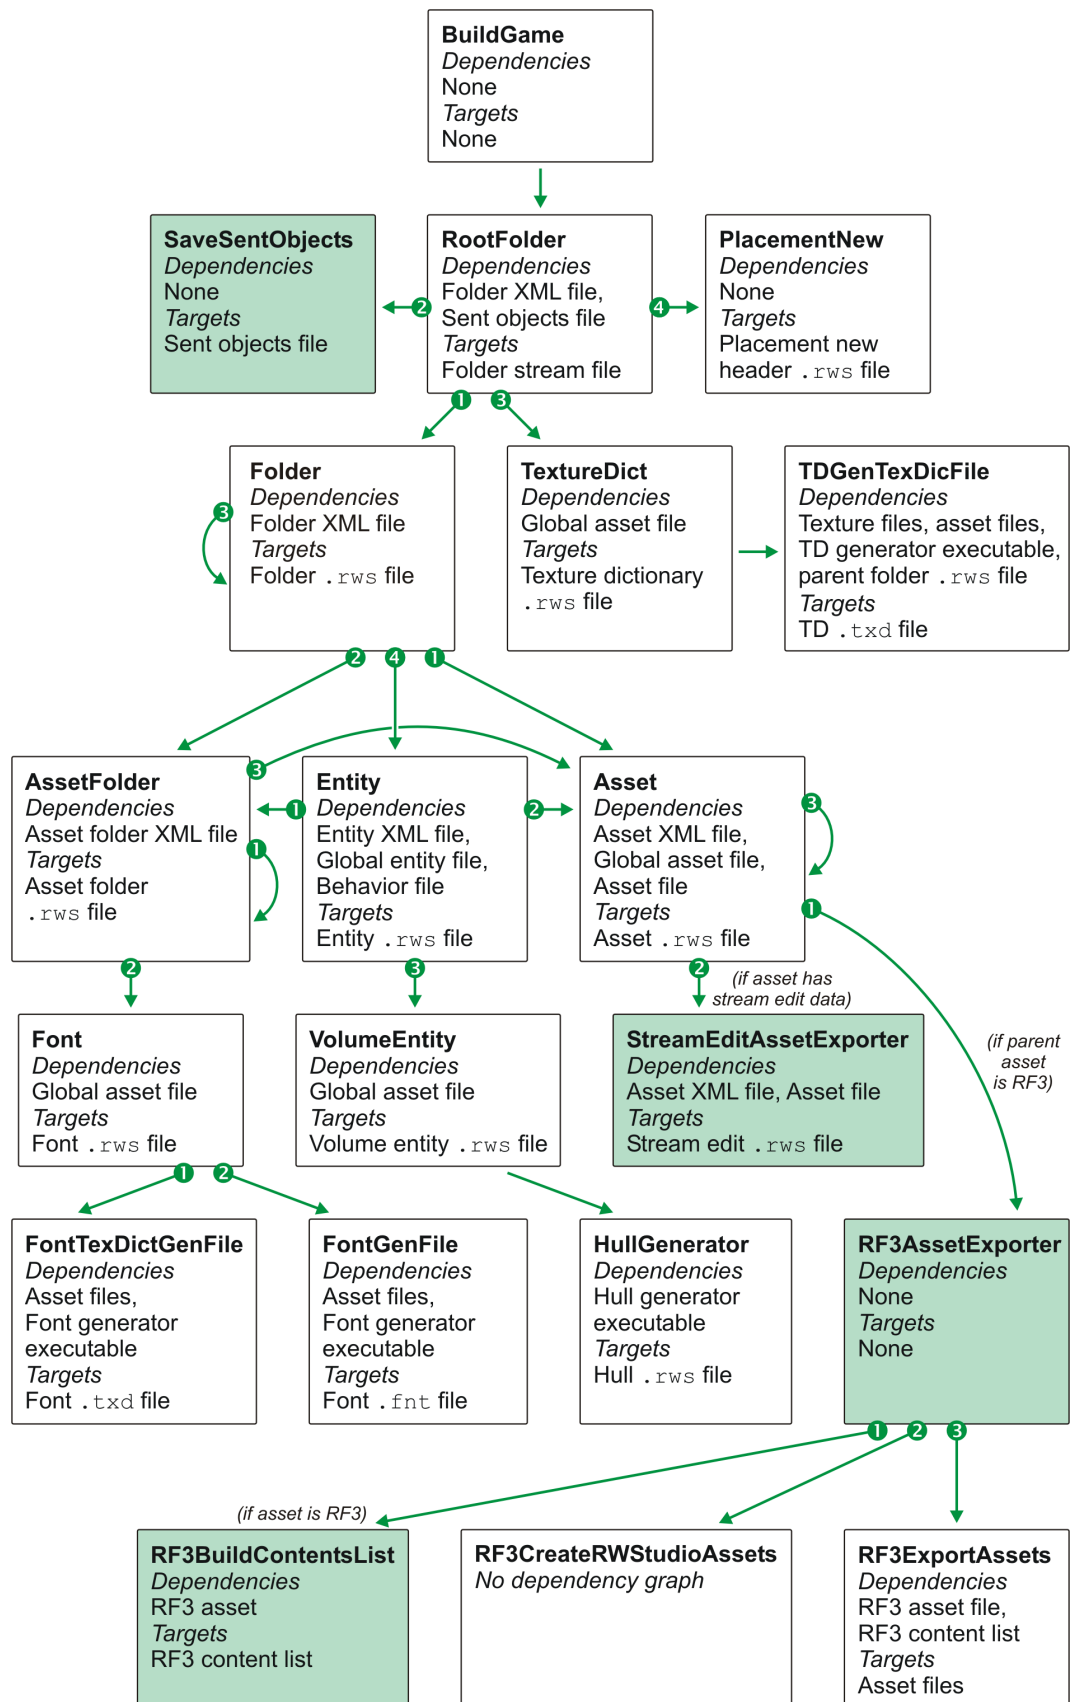 BuildGame
Dependencies
None
Targets
None
SaveSentObjects
Dependencies
None
Targets
Sent objects file
2
RootFolder
Dependencies
Folder XML file,
Sent objects file
Targets
Folder stream file
4
PlacementNew
Dependencies
None
Targets
Placement new
header .rws file
1
3
Folder
Dependencies
Folder XML file
Targets
Folder .rws file
3
TextureDict
Dependencies
Global asset file
Targets
Texture dictionary
.rws file
TDGenTexDicFile
Dependencies
Texture files, asset files,
TD generator executable,
parent folder .rws file
Targets
TD .txd file
2
4
1
AssetFolder
Dependencies
Asset folder XML file
Targets
Asset folder
.rws file
3
1
1
Entity
Dependencies
Entity XML file,
Global entity file,
Behavior file
Targets
Entity .rws file
2
Asset
Dependencies
Asset XML file,
Global asset file,
Asset file
Targets
Asset .rws file
3
1
2
3
2
(if asset has
stream edit data)
(if parent
asset
is RF3)
Font
Dependencies
Global asset file
Targets
Font .rws file
VolumeEntity
Dependencies
Global asset file
Targets
Volume entity .rws file
StreamEditAssetExporter
Dependencies
Asset XML file, Asset file
Targets
Stream edit .rws file
1
2
FontTexDictGenFile
Dependencies
Asset files,
Font generator
executable
Targets
Font .txd file
FontGenFile
Dependencies
Asset files,
Font generator
executable
Targets
Font .fnt file
HullGenerator
Dependencies
Hull generator
executable
Targets
Hull .rws file
RF3AssetExporter
Dependencies
None
Targets
None
1
2
3
(if asset is RF3)
RF3BuildContentsList
Dependencies
RF3 asset
Targets
RF3 content list
RF3CreateRWStudioAssets
No dependency graph
RF3ExportAssets
Dependencies
RF3 asset file,
RF3 content list
Targets
Asset files